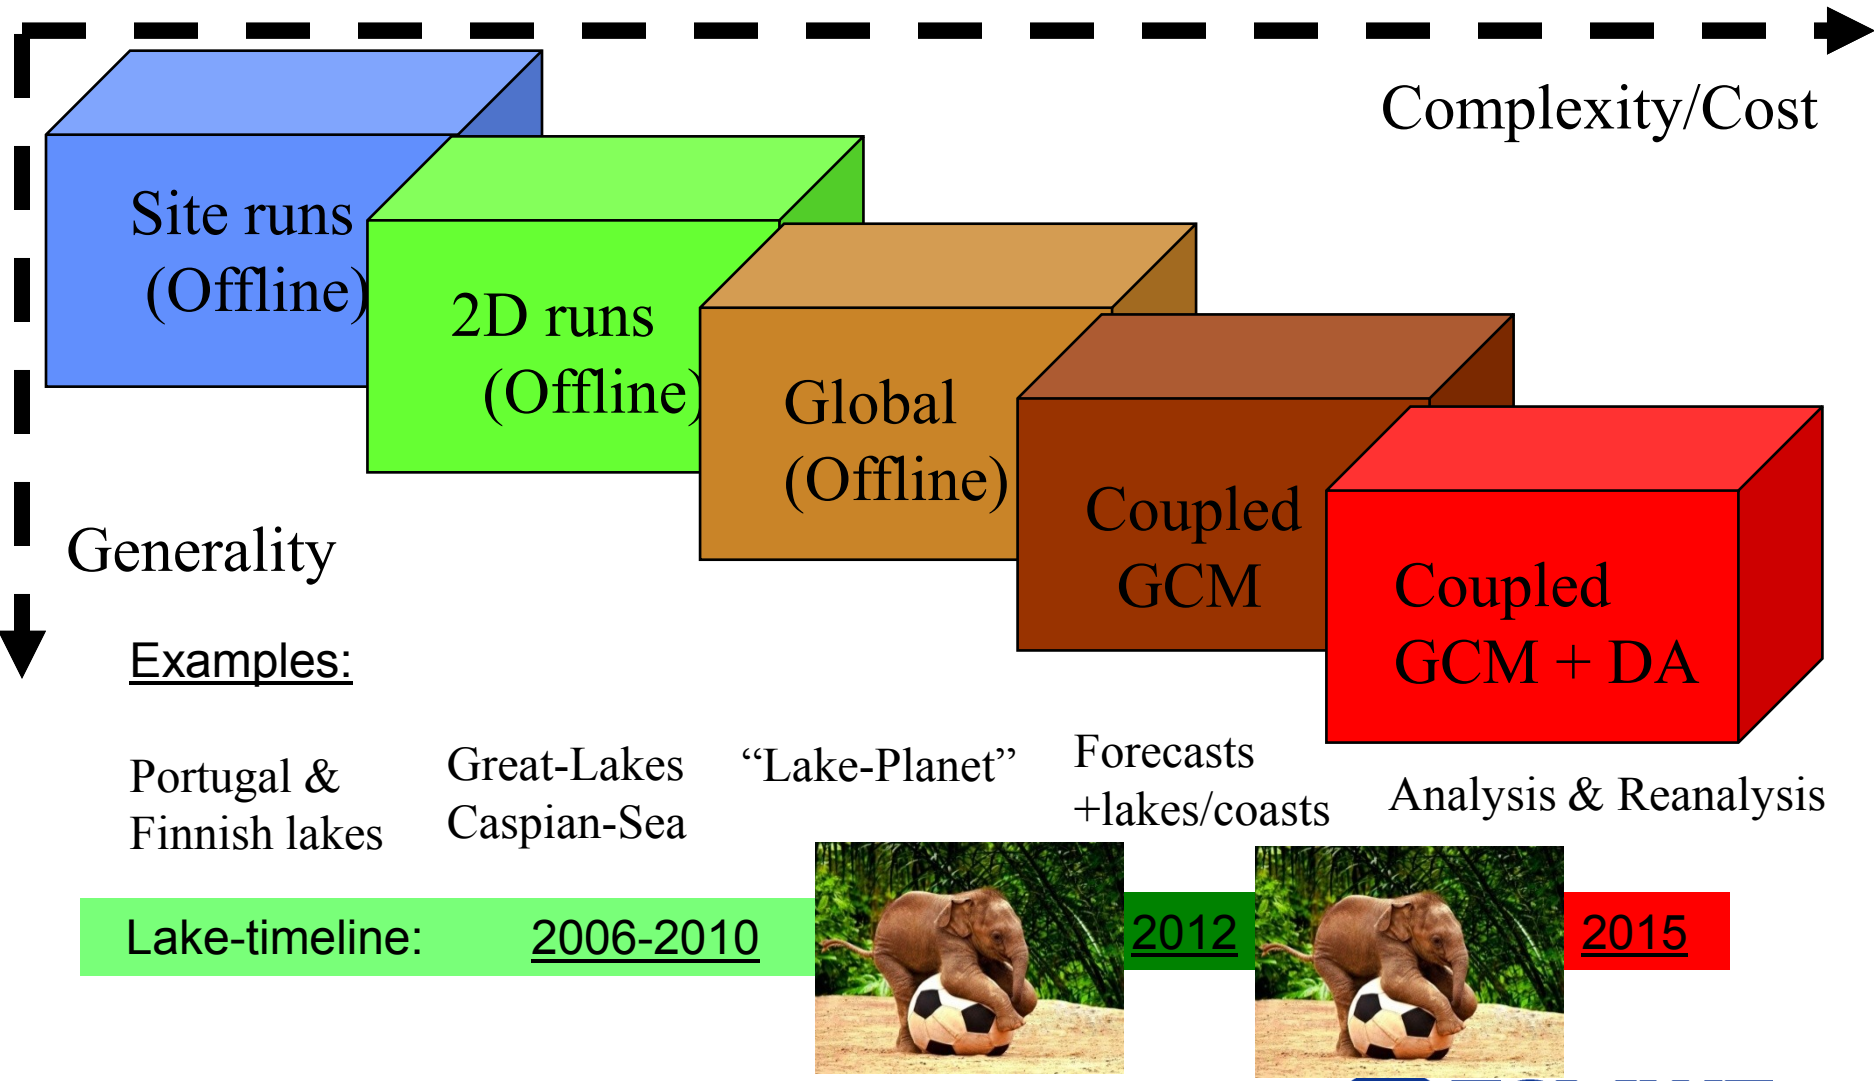 Complexity/Cost
Site runs
(Offline)
2D runs
(Offline)
Global
(Offline)
Coupled
GCM
Coupled
GCM + DA
Generality
Examples:
Portugal &
Finnish lakes
Great-Lakes
Caspian-Sea
“Lake-Planet”
Forecasts
+lakes/coasts
Analysis & Reanalysis
Lake-timeline: 2006-2010 2012 2015